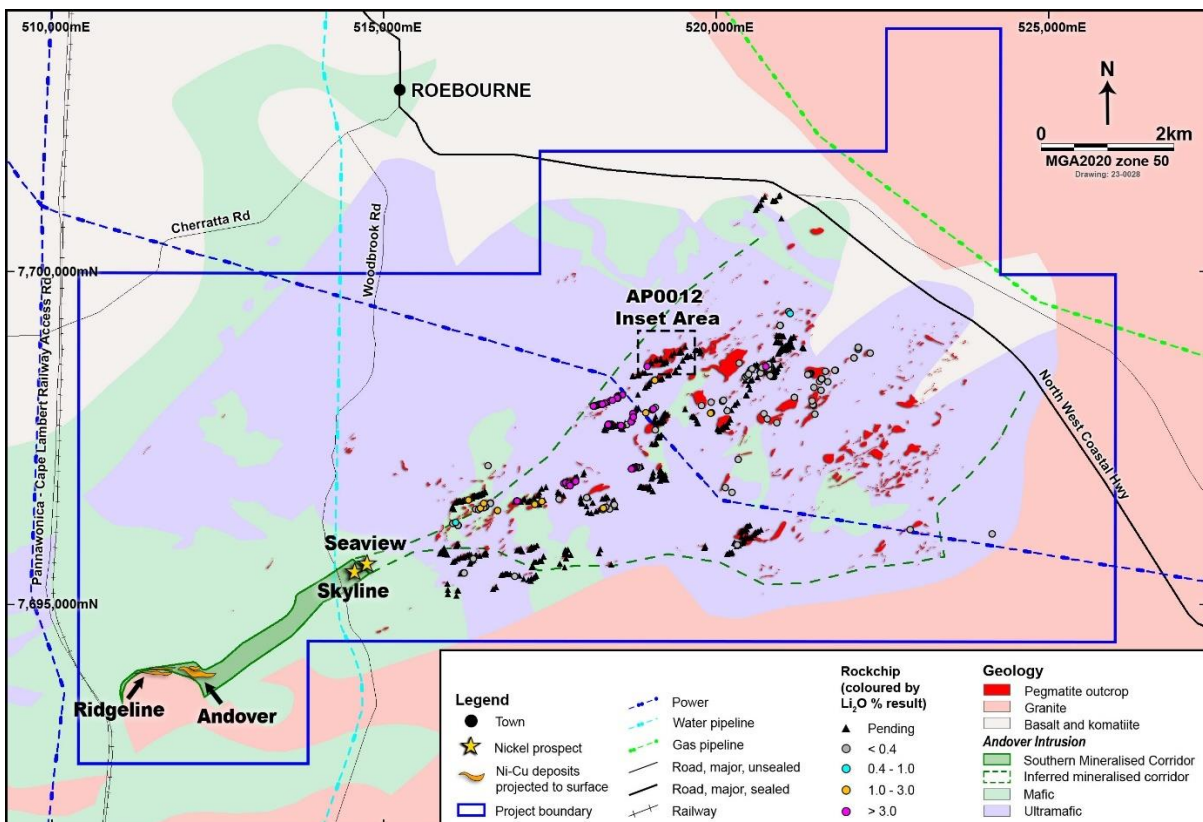 510,000mE
515,000mE
520,000mE
525,000mE
ROEBOURNE
N
0
2km
MGA2020 zone 50
Drawing: 23-0028
Cherratta Rd
Woodbrook Rd
Pannawonica Cape Lambert Railway Access Rd
7,700,000mN
AP0012
Inset Area
North West Coastal Hwy
Seaview
Skyline
7,695,000mN
Ridgeline
Andover
Legend
Town
Nickel prospect
Ni-Cu deposits
projected to surface
Project boundary
Power
Water pipeline
Gas pipeline
Road, major, unsealed
Road, major, sealed
Railway
Rockchip
(coloured by
Li₂O % result)
Pending
< 0.4
0.4 - 1.0
1.0 - 3.0
> 3.0
Geology
Pegmatite outcrop
Granite
Basalt and komatiite
Andover Intrusion
Southern Mineralised Corridor
Inferred mineralised corridor
Mafic
Ultramafic